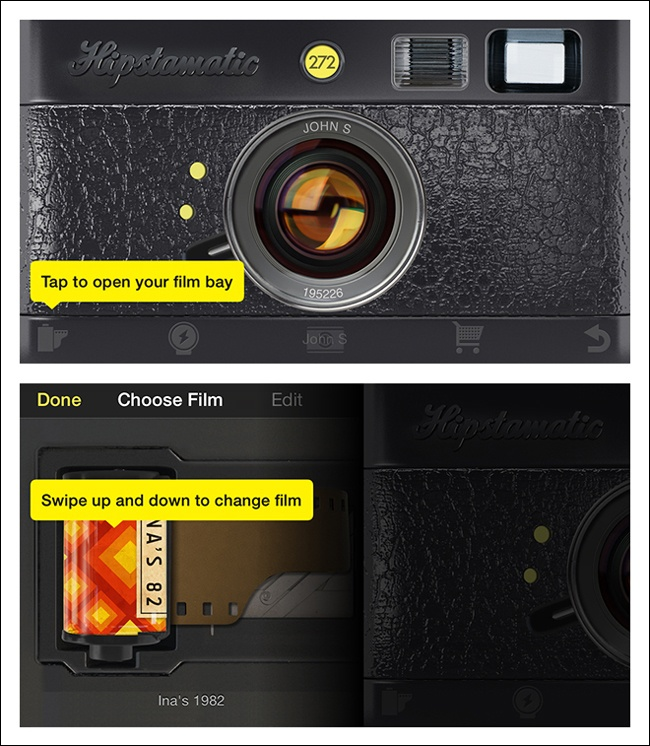 Hipstamatic
272
JOHN S
195226
Tap to open your film bay
John S
Done Choose Film Edit
Hipstamatic
Swipe up and down to change film
NA'S 82
Ina's 1982